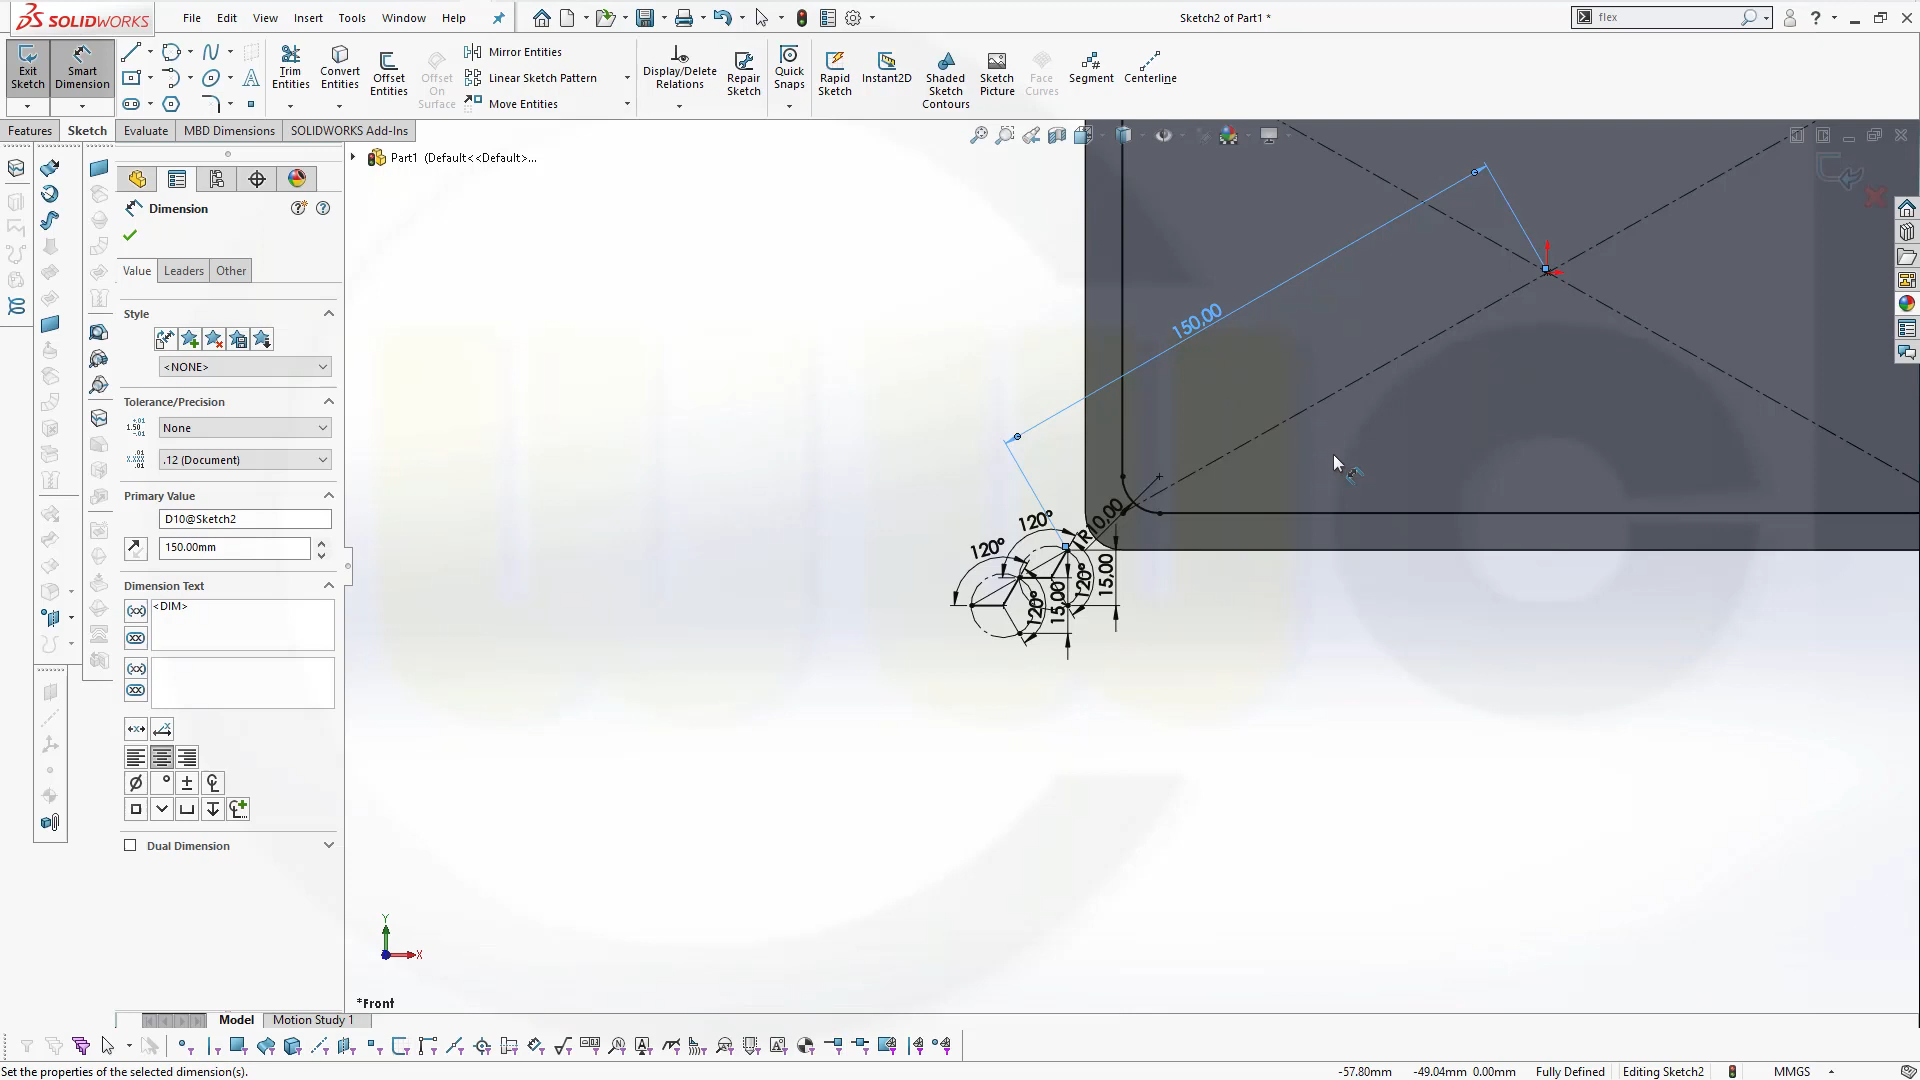 SOLIDWORKS File Edit View Insert Tools Window Help Sketch2 of Part1 * flex
Exit Sketch Smart Dimension Trim Entities Convert Entities Offset Entities Offset On Surface Mirror Entities Linear Sketch Pattern Move Entities Display/Delete Relations Repair Sketch Quick Snaps Rapid Sketch Instant2D Shaded Sketch Contours Sketch Picture Face Curves Segment Centerline
Features Sketch Evaluate MBD Dimensions SOLIDWORKS Add-Ins
Part1 (Default<<Default>...
Dimension
Value Leaders Other
Style
<NONE>
Tolerance/Precision
None
.12 (Document)
Primary Value
D10@Sketch2
150.00mm
Dimension Text
<DIM>
Dual Dimension
150,00
R10,00
120°
120°
120°
120°
15,00
15,00
Y
X
*Front
Model Motion Study 1
Set the properties of the selected dimension(s). -57.80mm -49.04mm 0.00mm Fully Defined Editing Sketch2 MMGS